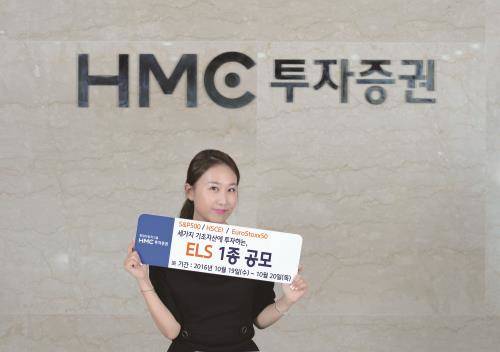 HMC 투자증권
S&P500 / HSCEI / EuroStoxx50
세가지 기초자산에 투자하는,
HMC 투자증권
ELS 1종 공모
※ 기간 : 2016년 10월 19일(수) ~ 10월 20일(목)